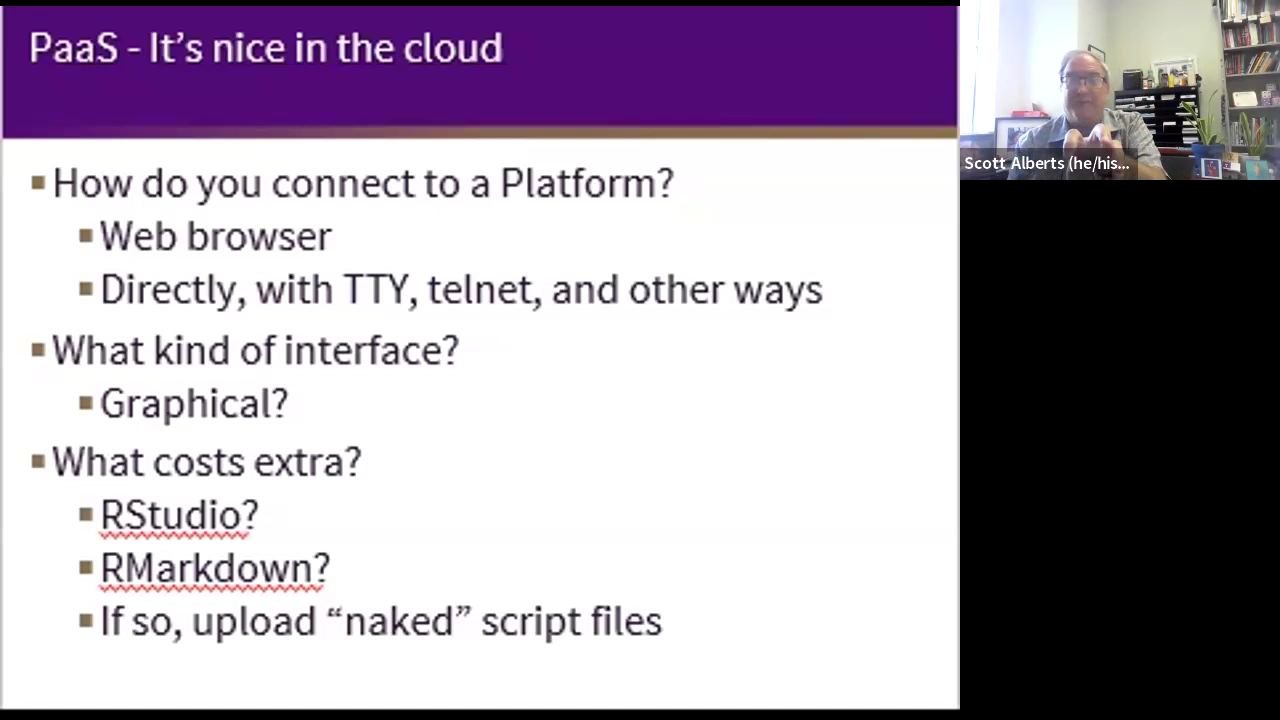 PaaS - It’s nice in the cloud
How do you connect to a Platform?
Web browser
Directly, with TTY, telnet, and other ways
What kind of interface?
Graphical?
What costs extra?
RStudio?
RMarkdown?
If so, upload “naked” script files
Scott Alberts (he/his...